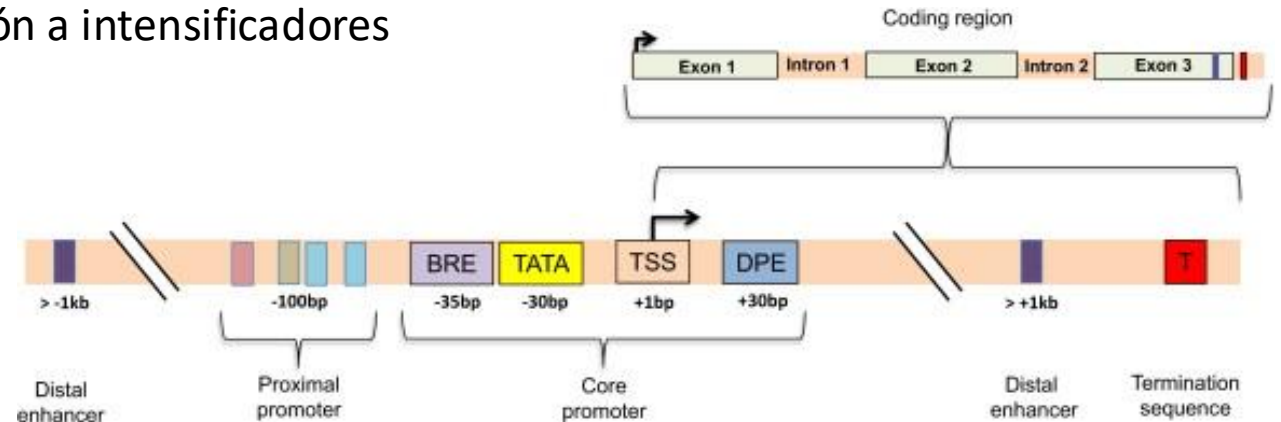 ón a intensificadores
Coding region
Exon 1 Intron 1 Exon 2 Intron 2 Exon 3
BRE TATA TSS DPE T
> -1kb -100bp -35bp -30bp +1bp +30bp > +1kb
Distal
enhancer
Proximal
promoter
Core
promoter
Distal
enhancer
Termination
sequence